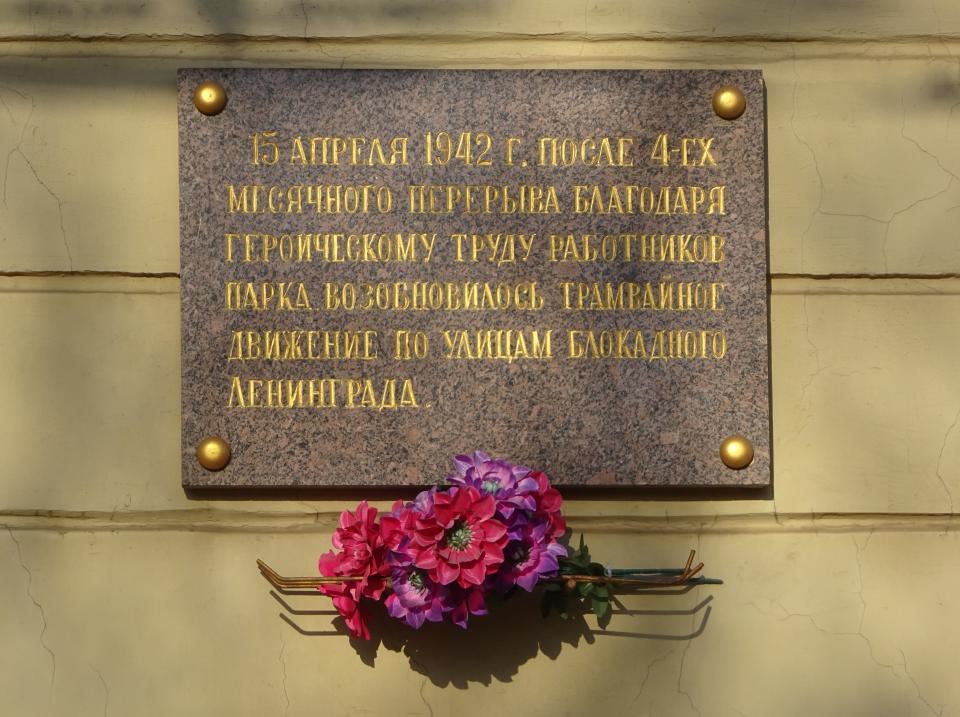 15 АПРЕЛЯ 1942 Г. ПОСЛЕ 4-ЕХ
МЕСЯЧНОГО ПЕРЕРЫВА БЛАГОДАРЯ
ГЕРОИЧЕСКОМУ ТРУДУ РАБОТНИКОВ
ПАРКА ВОЗОБНОВИЛОСЬ ТРАМВАЙНОЕ
ДВИЖЕНИЕ ПО УЛИЦАМ БЛОКАДНОГО
ЛЕНИНГРАДА.